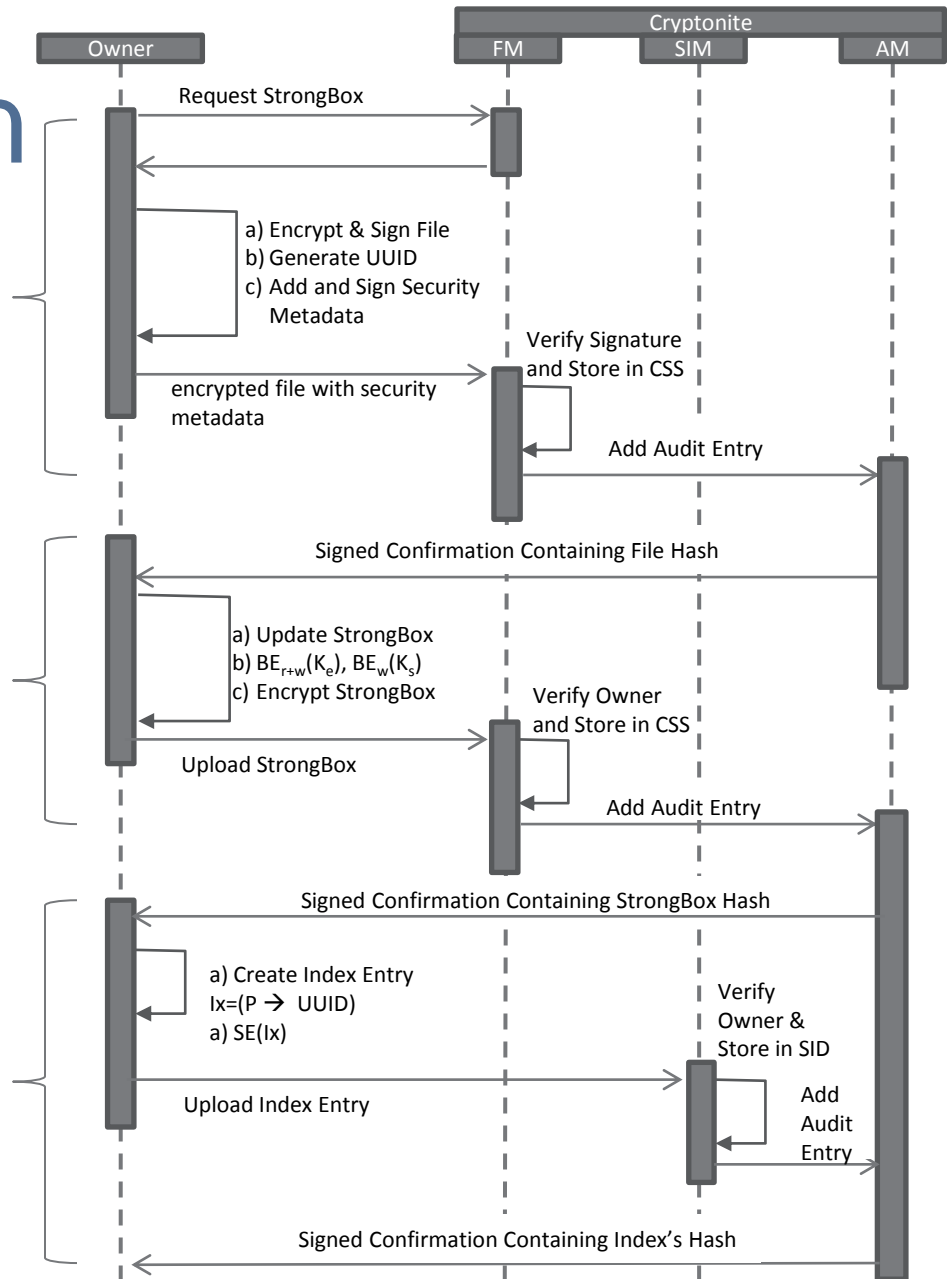 Cryptonite
Owner
FM
SIM
AM
Request StrongBox
a) Encrypt & Sign File
b) Generate UUID
c) Add and Sign Security
Metadata
Verify Signature
and Store in CSS
encrypted file with security
metadata
Add Audit Entry
Signed Confirmation Containing File Hash
a) Update StrongBox
b) BEr+w(Ke), BEw(Ks)
c) Encrypt StrongBox
Verify Owner
and Store in CSS
Upload StrongBox
Add Audit Entry
Signed Confirmation Containing StrongBox Hash
a) Create Index Entry
Ix=(P → UUID)
a) SE(Ix)
Verify
Owner &
Store in SID
Upload Index Entry
Add
Audit
Entry
Signed Confirmation Containing Index's Hash